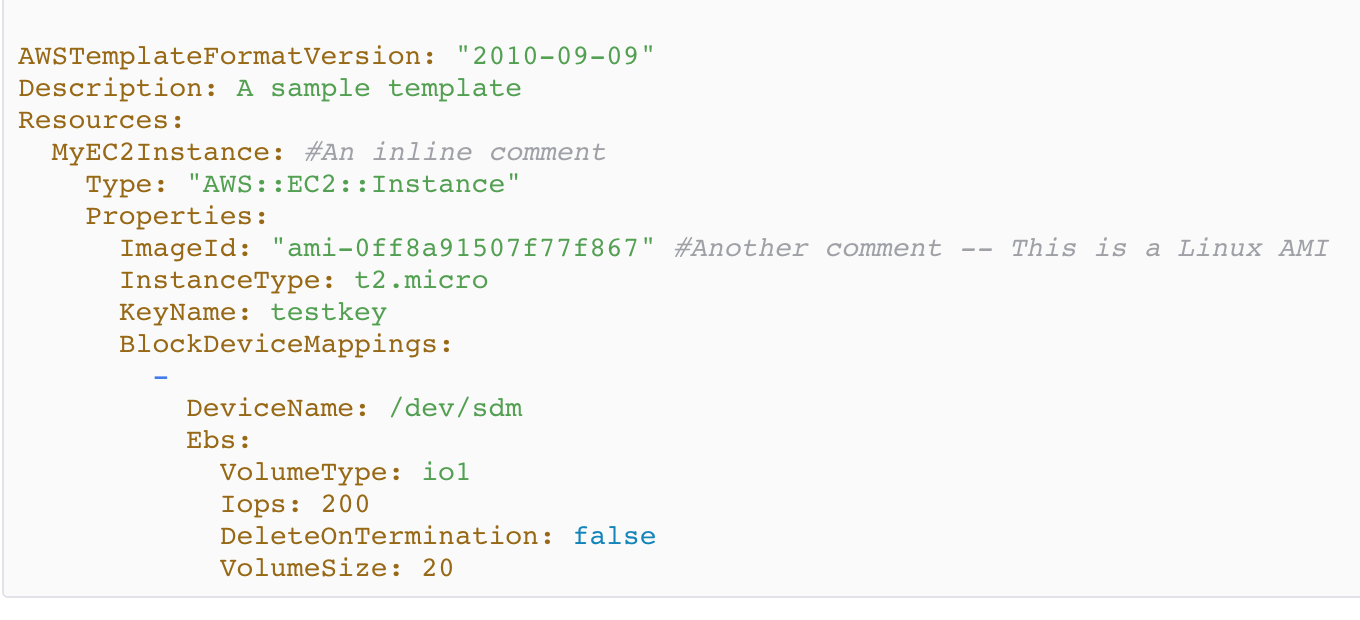 AWSTemplateFormatVersion: "2010-09-09"
Description: A sample template
Resources:
  MyEC2Instance: #An inline comment
    Type: "AWS::EC2::Instance"
    Properties:
      ImageId: "ami-0ff8a91507f77f867" #Another comment -- This is a Linux AMI
      InstanceType: t2.micro
      KeyName: testkey
      BlockDeviceMappings:
        -
          DeviceName: /dev/sdm
          Ebs:
            VolumeType: io1
            Iops: 200
            DeleteOnTermination: false
            VolumeSize: 20